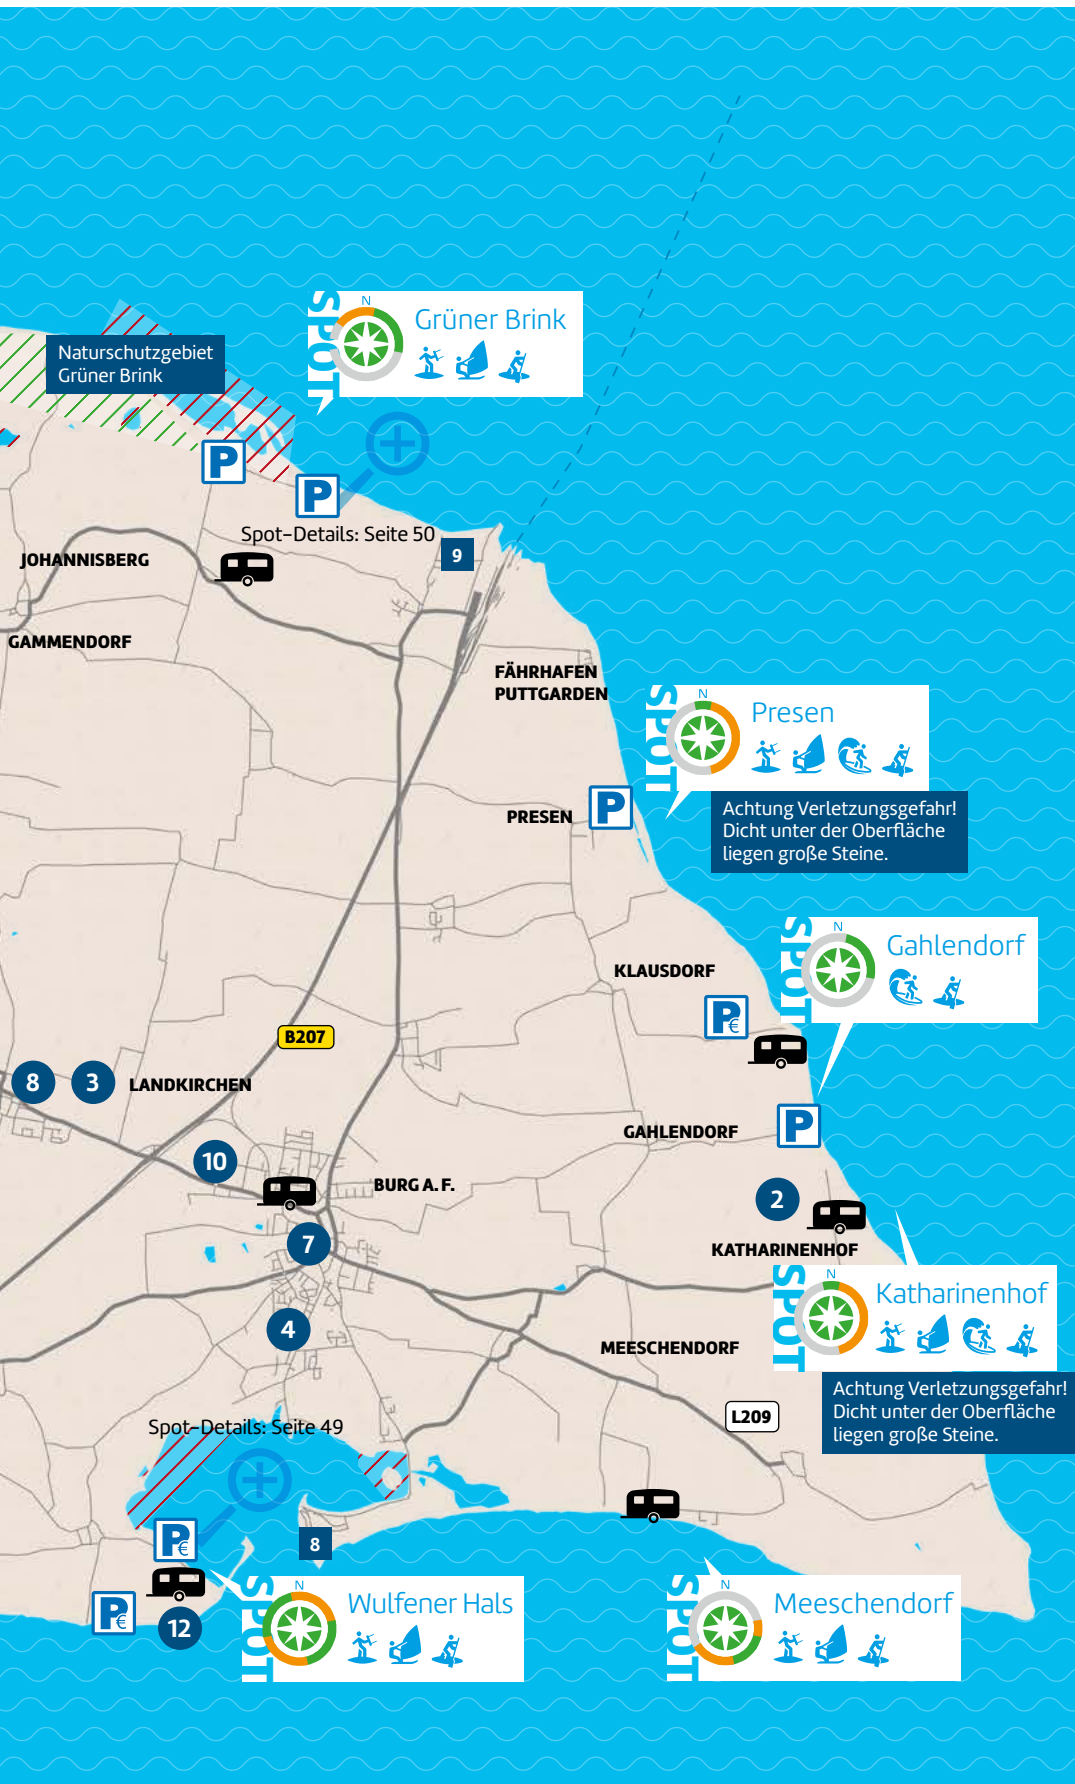 SPOT!
N
Grüner Brink
Naturschutzgebiet
Grüner Brink
P
P
Spot-Details: Seite 50
9
JOHANNISBERG
GAMMENDORF
FÄHRHAFEN
PUTTGARDEN
SPOT!
N
Presen
P
PRESEN
Achtung Verletzungsgefahr!
Dicht unter der Oberfläche
liegen große Steine.
SPOT!
N
Gahlendorf
KLAUSDORF
P€
B207
8
3
LANDKIRCHEN
GAHLENDORF
P
10
BURG A. F.
2
7
KATHARINENHOF
SPOT!
N
Katharinenhof
4
MEESCHENDORF
Achtung Verletzungsgefahr!
Dicht unter der Oberfläche
liegen große Steine.
L209
Spot-Details: Seite 49
P€
8
P€
12
SPOT!
N
Wulfener Hals
SPOT!
N
Meeschendorf